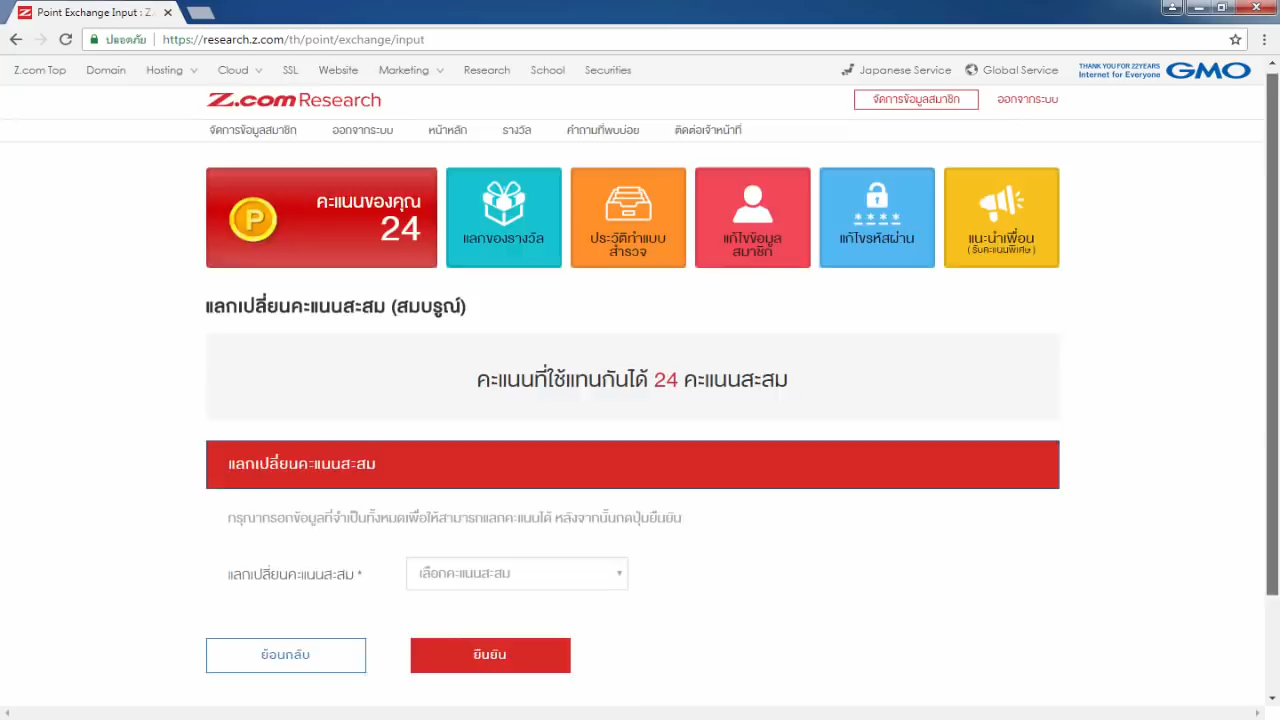 Point Exchange Input : Z
ปลอดภัย
https://research.z.com/th/point/exchange/input
Z.com Top Domain Hosting Cloud SSL Website Marketing Research School Securities
Japanese Service Global Service
THANK YOU FOR 22YEARS
Internet for Everyone GMO
Z.com Research
จัดการข้อมูลสมาชิก ออกจากระบบ
จัดการข้อมูลสมาชิก ออกจากระบบ หน้าหลัก รางวัล คำถามที่พบบ่อย ติดต่อเจ้าหน้าที่
P
คะแนนของคุณ
24
แลกของรางวัล
ประวัติทำแบบ
สำรวจ
แก้ไขข้อมูล
สมาชิก
****
แก้ไขรหัสผ่าน
แนะนำเพื่อน
(รับคะแนนพิเศษ)
แลกเปลี่ยนคะแนนสะสม (สมบรูณ์)
คะแนนที่ใช้แทนกันได้ 24 คะแนนสะสม
แลกเปลี่ยนคะแนนสะสม
กรุณากรอกข้อมูลที่จำเป็นทั้งหมดเพื่อให้สามารถแลกคะแนนได้ หลังจากนั้นกดปุ่มยืนยัน
แลกเปลี่ยนคะแนนสะสม * เลือกคะแนนสะสม
ย้อนกลับ ยืนยัน